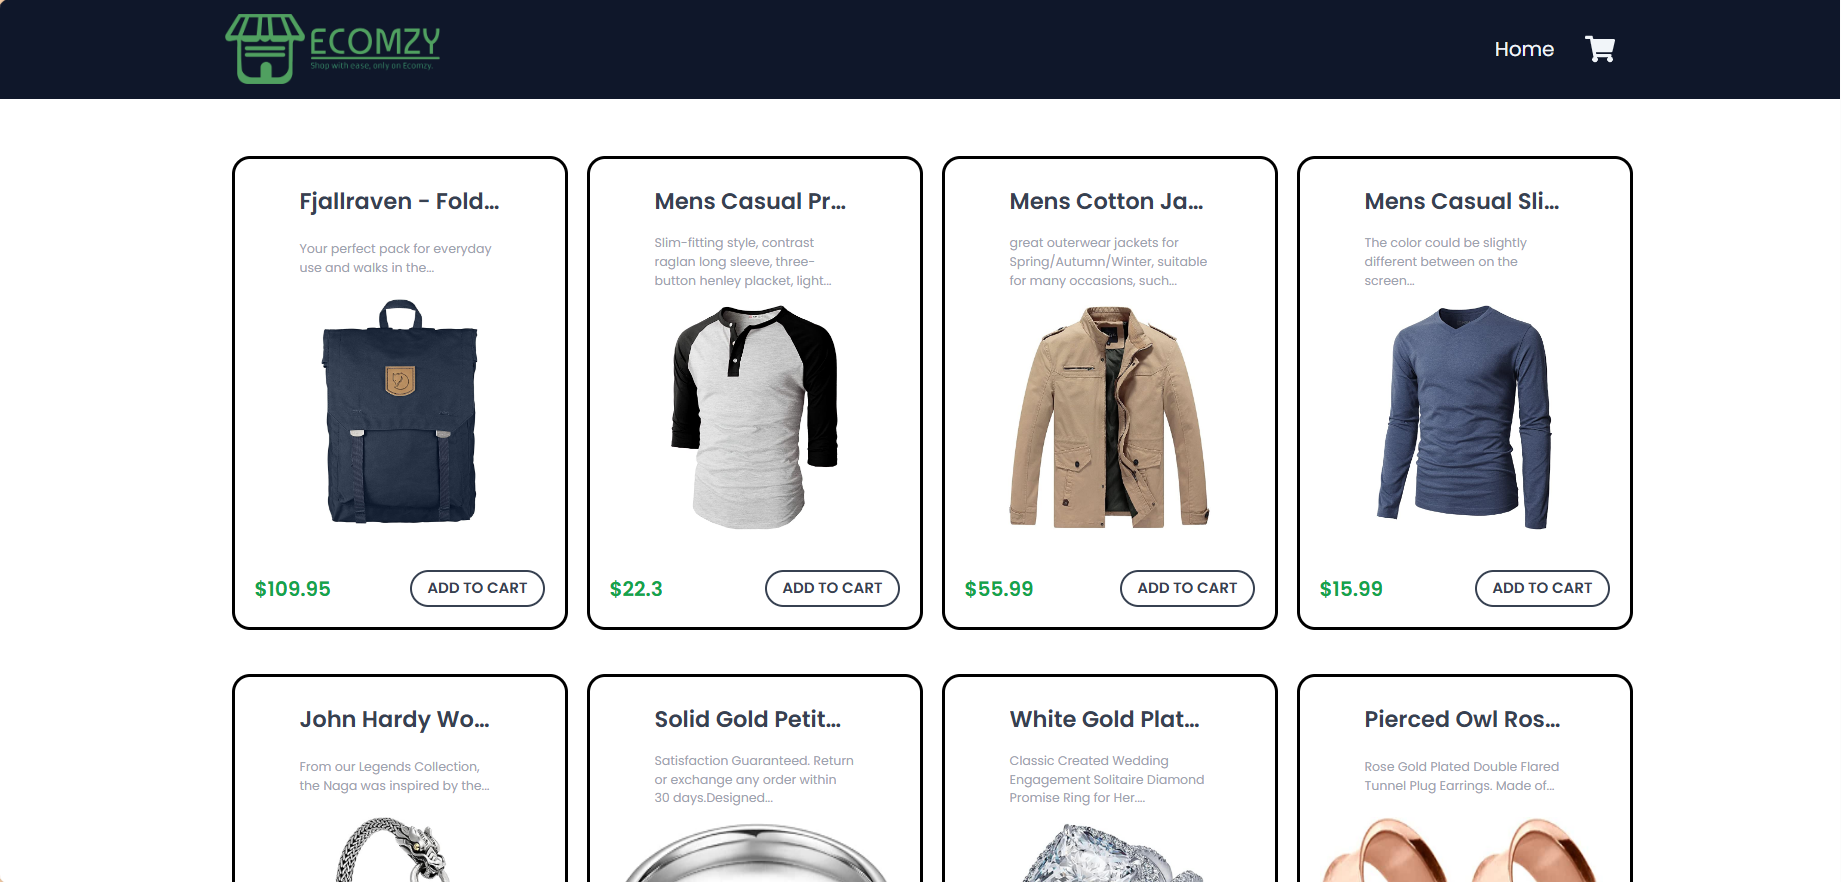 ECOMZY
Shop with ease, only on Ecomzy.
Home
Fjallraven - Fold...
Your perfect pack for everyday
use and walks in the...
$109.95
ADD TO CART
Mens Casual Pr...
Slim-fitting style, contrast
raglan long sleeve, three-
button henley placket, light...
$22.3
ADD TO CART
Mens Cotton Ja...
great outerwear jackets for
Spring/Autumn/Winter, suitable
for many occasions, such...
$55.99
ADD TO CART
Mens Casual Sli...
The color could be slightly
different between on the
screen...
$15.99
ADD TO CART
John Hardy Wo...
From our Legends Collection,
the Naga was inspired by the...
Solid Gold Petit...
Satisfaction Guaranteed. Return
or exchange any order within
30 days.Designed...
White Gold Plat...
Classic Created Wedding
Engagement Solitaire Diamond
Promise Ring for Her....
Pierced Owl Ros...
Rose Gold Plated Double Flared
Tunnel Plug Earrings. Made of...